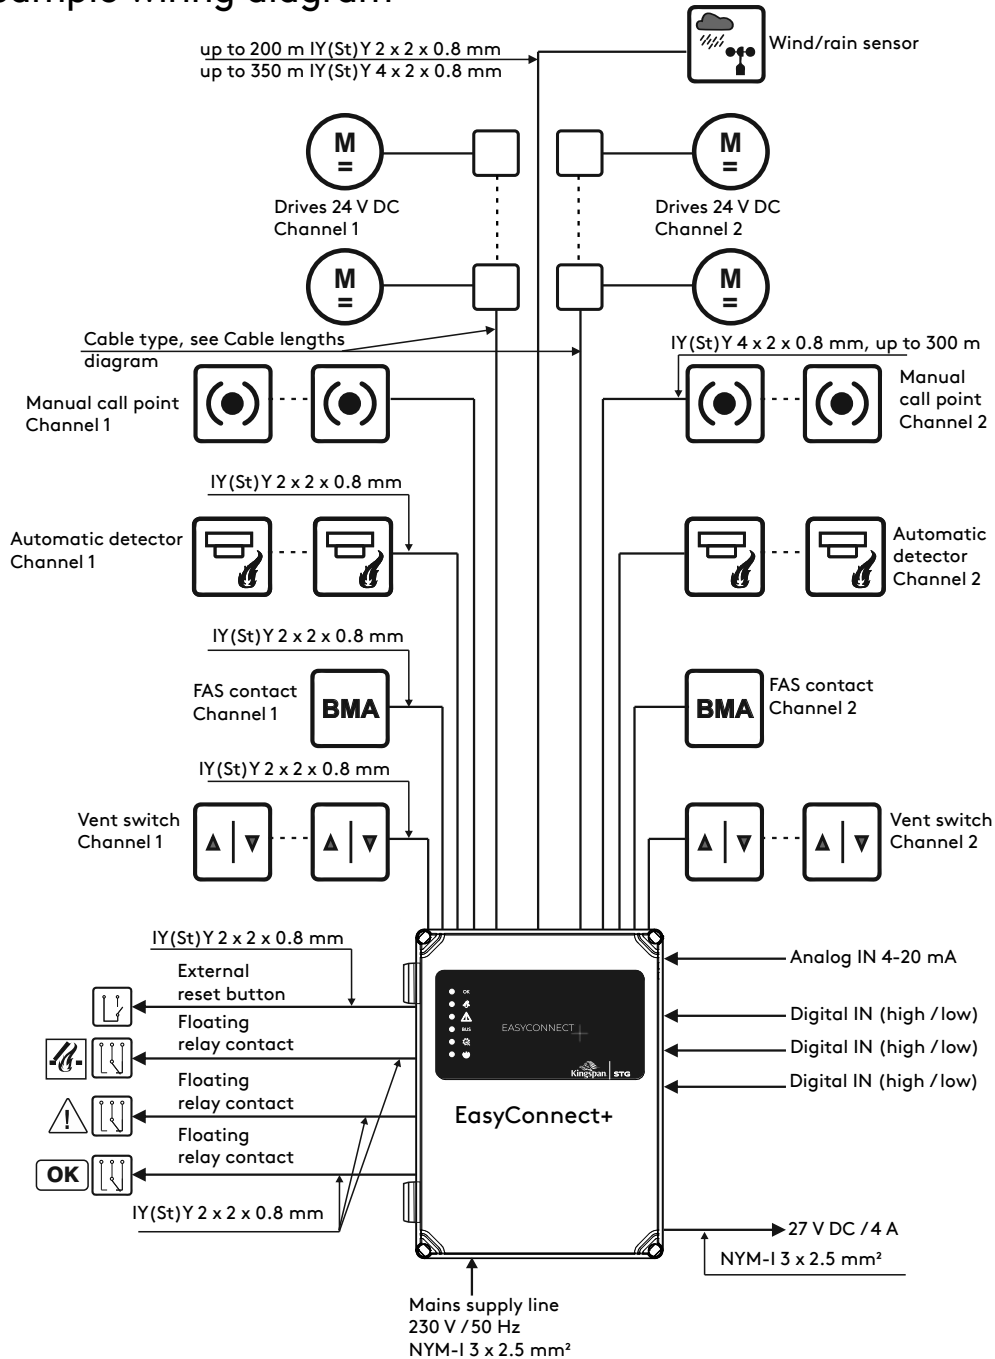 sample wiring diagram
up to 200 m IY(St)Y 2 x 2 x 0.8 mm
up to 350 m IY(St)Y 4 x 2 x 0.8 mm
Wind/rain sensor
M
=
M
=
Drives 24 V DC
Channel 1
Drives 24 V DC
Channel 2
M
=
M
=
Cable type, see Cable lengths
diagram
IY(St)Y 4 x 2 x 0.8 mm, up to 300 m
Manual call point
Channel 1
Manual
call point
Channel 2
IY(St)Y 2 x 2 x 0.8 mm
Automatic detector
Channel 1
Automatic
detector
Channel 2
IY(St)Y 2 x 2 x 0.8 mm
FAS contact
Channel 1
BMA
BMA
FAS contact
Channel 2
IY(St)Y 2 x 2 x 0.8 mm
Vent switch
Channel 1
Vent switch
Channel 2
IY(St)Y 2 x 2 x 0.8 mm
External
reset button
Floating
relay contact
Floating
relay contact
Floating
relay contact
OK
IY(St)Y 2 x 2 x 0.8 mm
OK
BUS
EASYCONNECT
Kingspan STG
EasyConnect+
Analog IN 4-20 mA
Digital IN (high / low)
Digital IN (high / low)
Digital IN (high / low)
27 V DC / 4 A
NYM-I 3 x 2.5 mm²
Mains supply line
230 V / 50 Hz
NYM-I 3 x 2.5 mm²